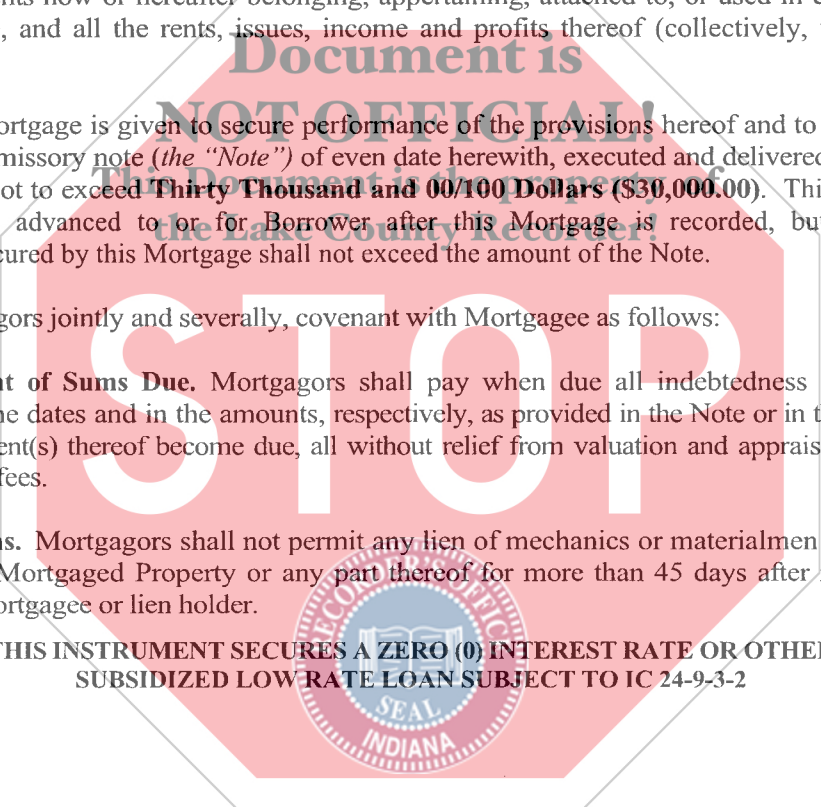 nts now or hereafter belonging, appertaining, attached to, or used in
, and all the rents, issues, income and profits thereof (collectively,
Document is
NOT OFFICIAL!
ortgage is given to secure performance of the provisions hereof and to
missory note (the “Note”) of even date herewith, executed and delivered
This Document is the property of
ot to exceed Thirty Thousand and 00/100 Dollars ($30,000.00). Thi
advanced to or for Borrower after this Mortgage is recorded, bu
the Lake County Recorder!
cured by this Mortgage shall not exceed the amount of the Note.
gors jointly and severally, covenant with Mortgagee as follows:
STOP
nt of Sums Due. Mortgagors shall pay when due all indebtedness
ne dates and in the amounts, respectively, as provided in the Note or in t
ent(s) thereof become due, all without relief from valuation and apprais
fees.
ns. Mortgagors shall not permit any lien of mechanics or materialmen
Mortgaged Property or any part thereof for more than 45 days after
ortgagee or lien holder.
THIS INSTRUMENT SECURES A ZERO (0) INTEREST RATE OR OTHE
SUBSIDIZED LOW RATE LOAN SUBJECT TO IC 24-9-3-2
RECORDER'S OFFICE
SEAL
INDIANA